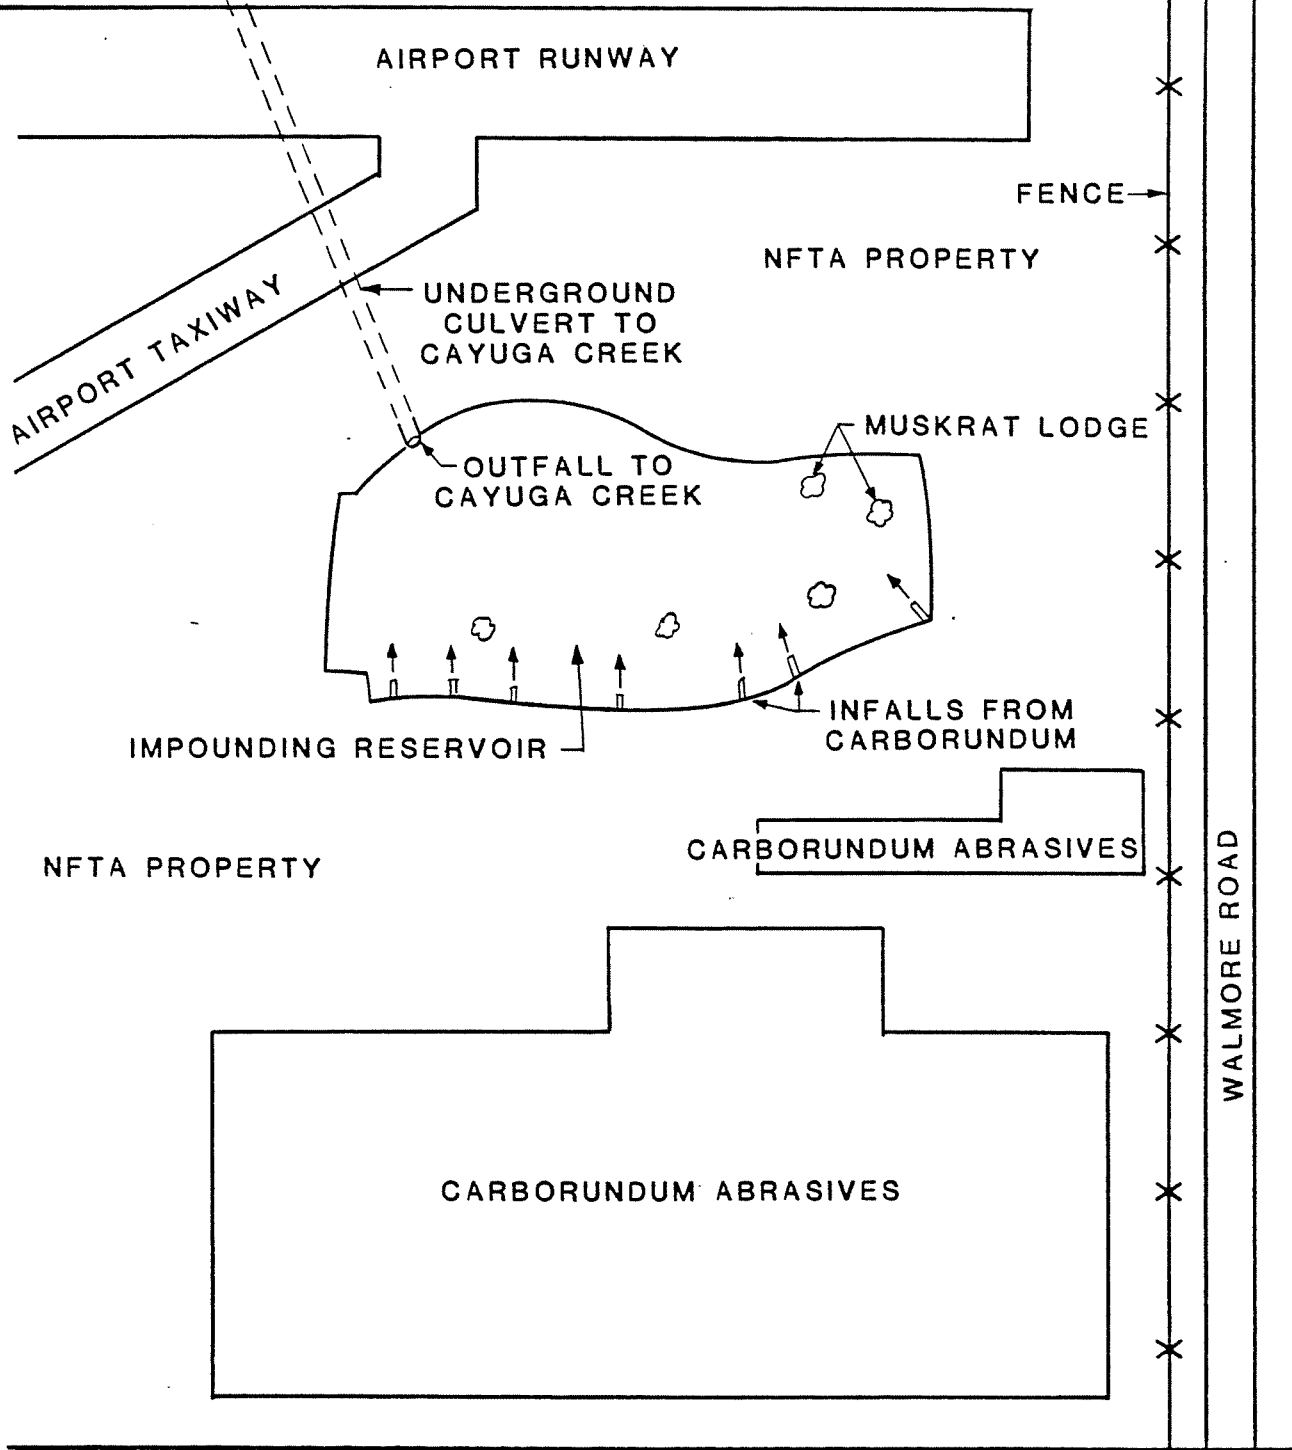 AIRPORT RUNWAY
FENCE
NFTA PROPERTY
UNDERGROUND
CULVERT TO
CAYUGA CREEK
AIRPORT TAXIWAY
MUSKRAT LODGE
OUTFALL TO
CAYUGA CREEK
INFALLS FROM
CARBORUNDUM
IMPOUNDING RESERVOIR
CARBORUNDUM ABRASIVES
NFTA PROPERTY
WALMORE ROAD
CARBORUNDUM ABRASIVES